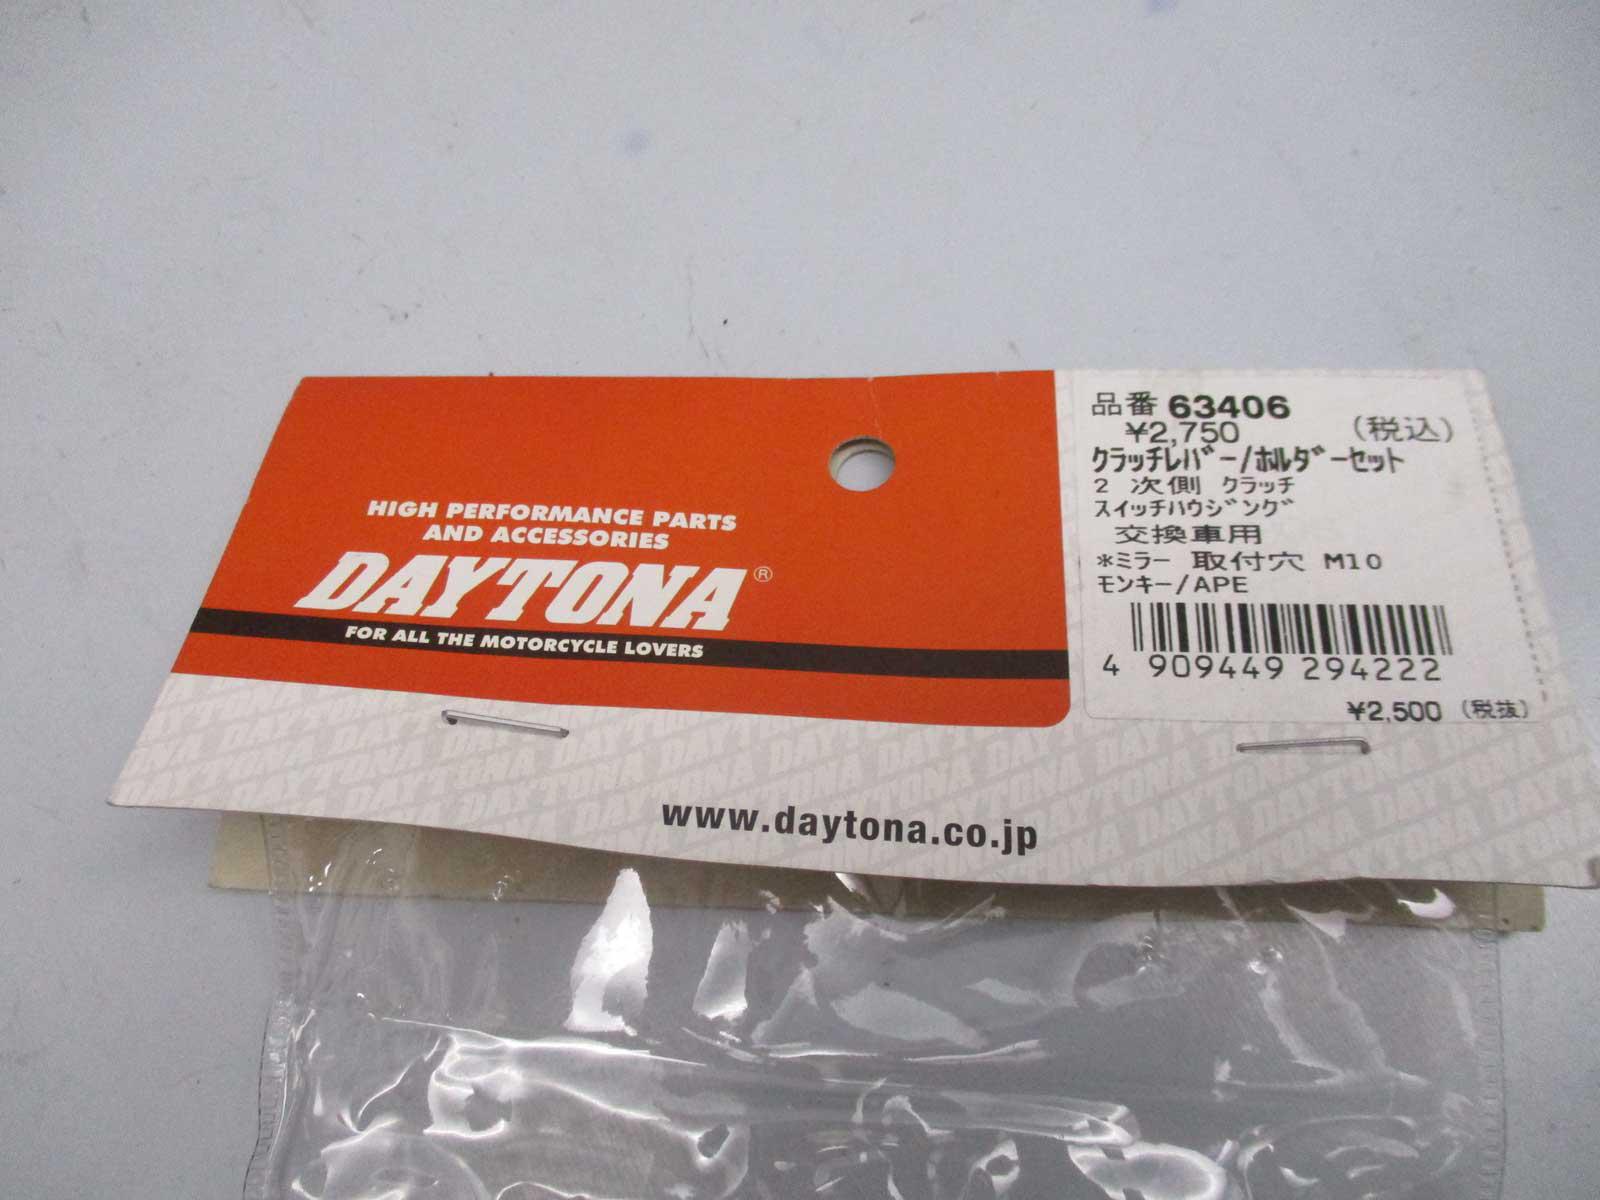 HIGH PERFORMANCE PARTS
AND ACCESSORIES
DAYTONA®
FOR ALL THE MOTORCYCLE LOVERS
品番 63406
¥2,750 (税込)
クラッチレバー/ホルダーセット
2 次側 クラッチ
スイッチハウジング
交換車用
*ミラー 取付穴 M10
モンキー/APE
4 909449 294222
¥2,500 (税抜)
www.daytona.co.jp